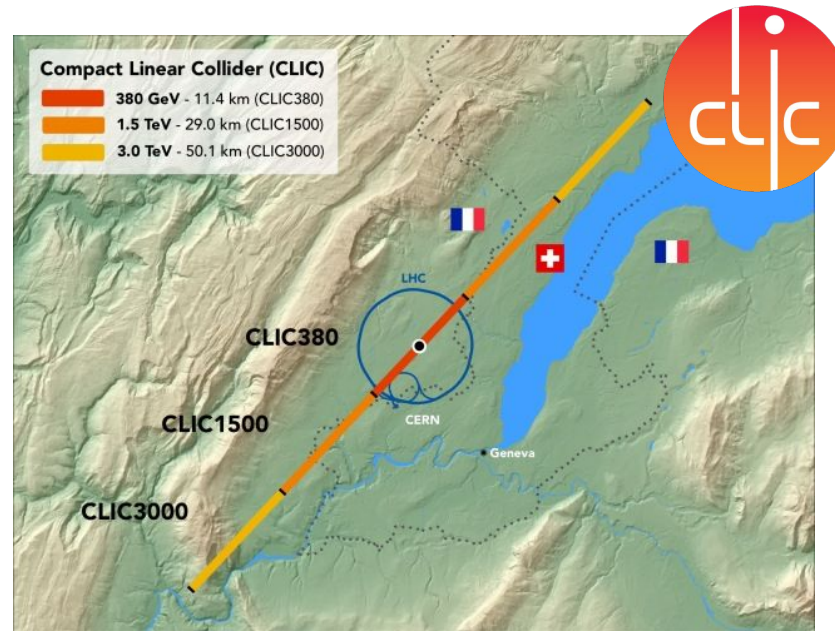 Compact Linear Collider (CLIC)
380 GeV - 11.4 km (CLIC380)
1.5 TeV - 29.0 km (CLIC1500)
3.0 TeV - 50.1 km (CLIC3000)
clic
LHC
CLIC380
CLIC1500
CERN
Geneva
CLIC3000